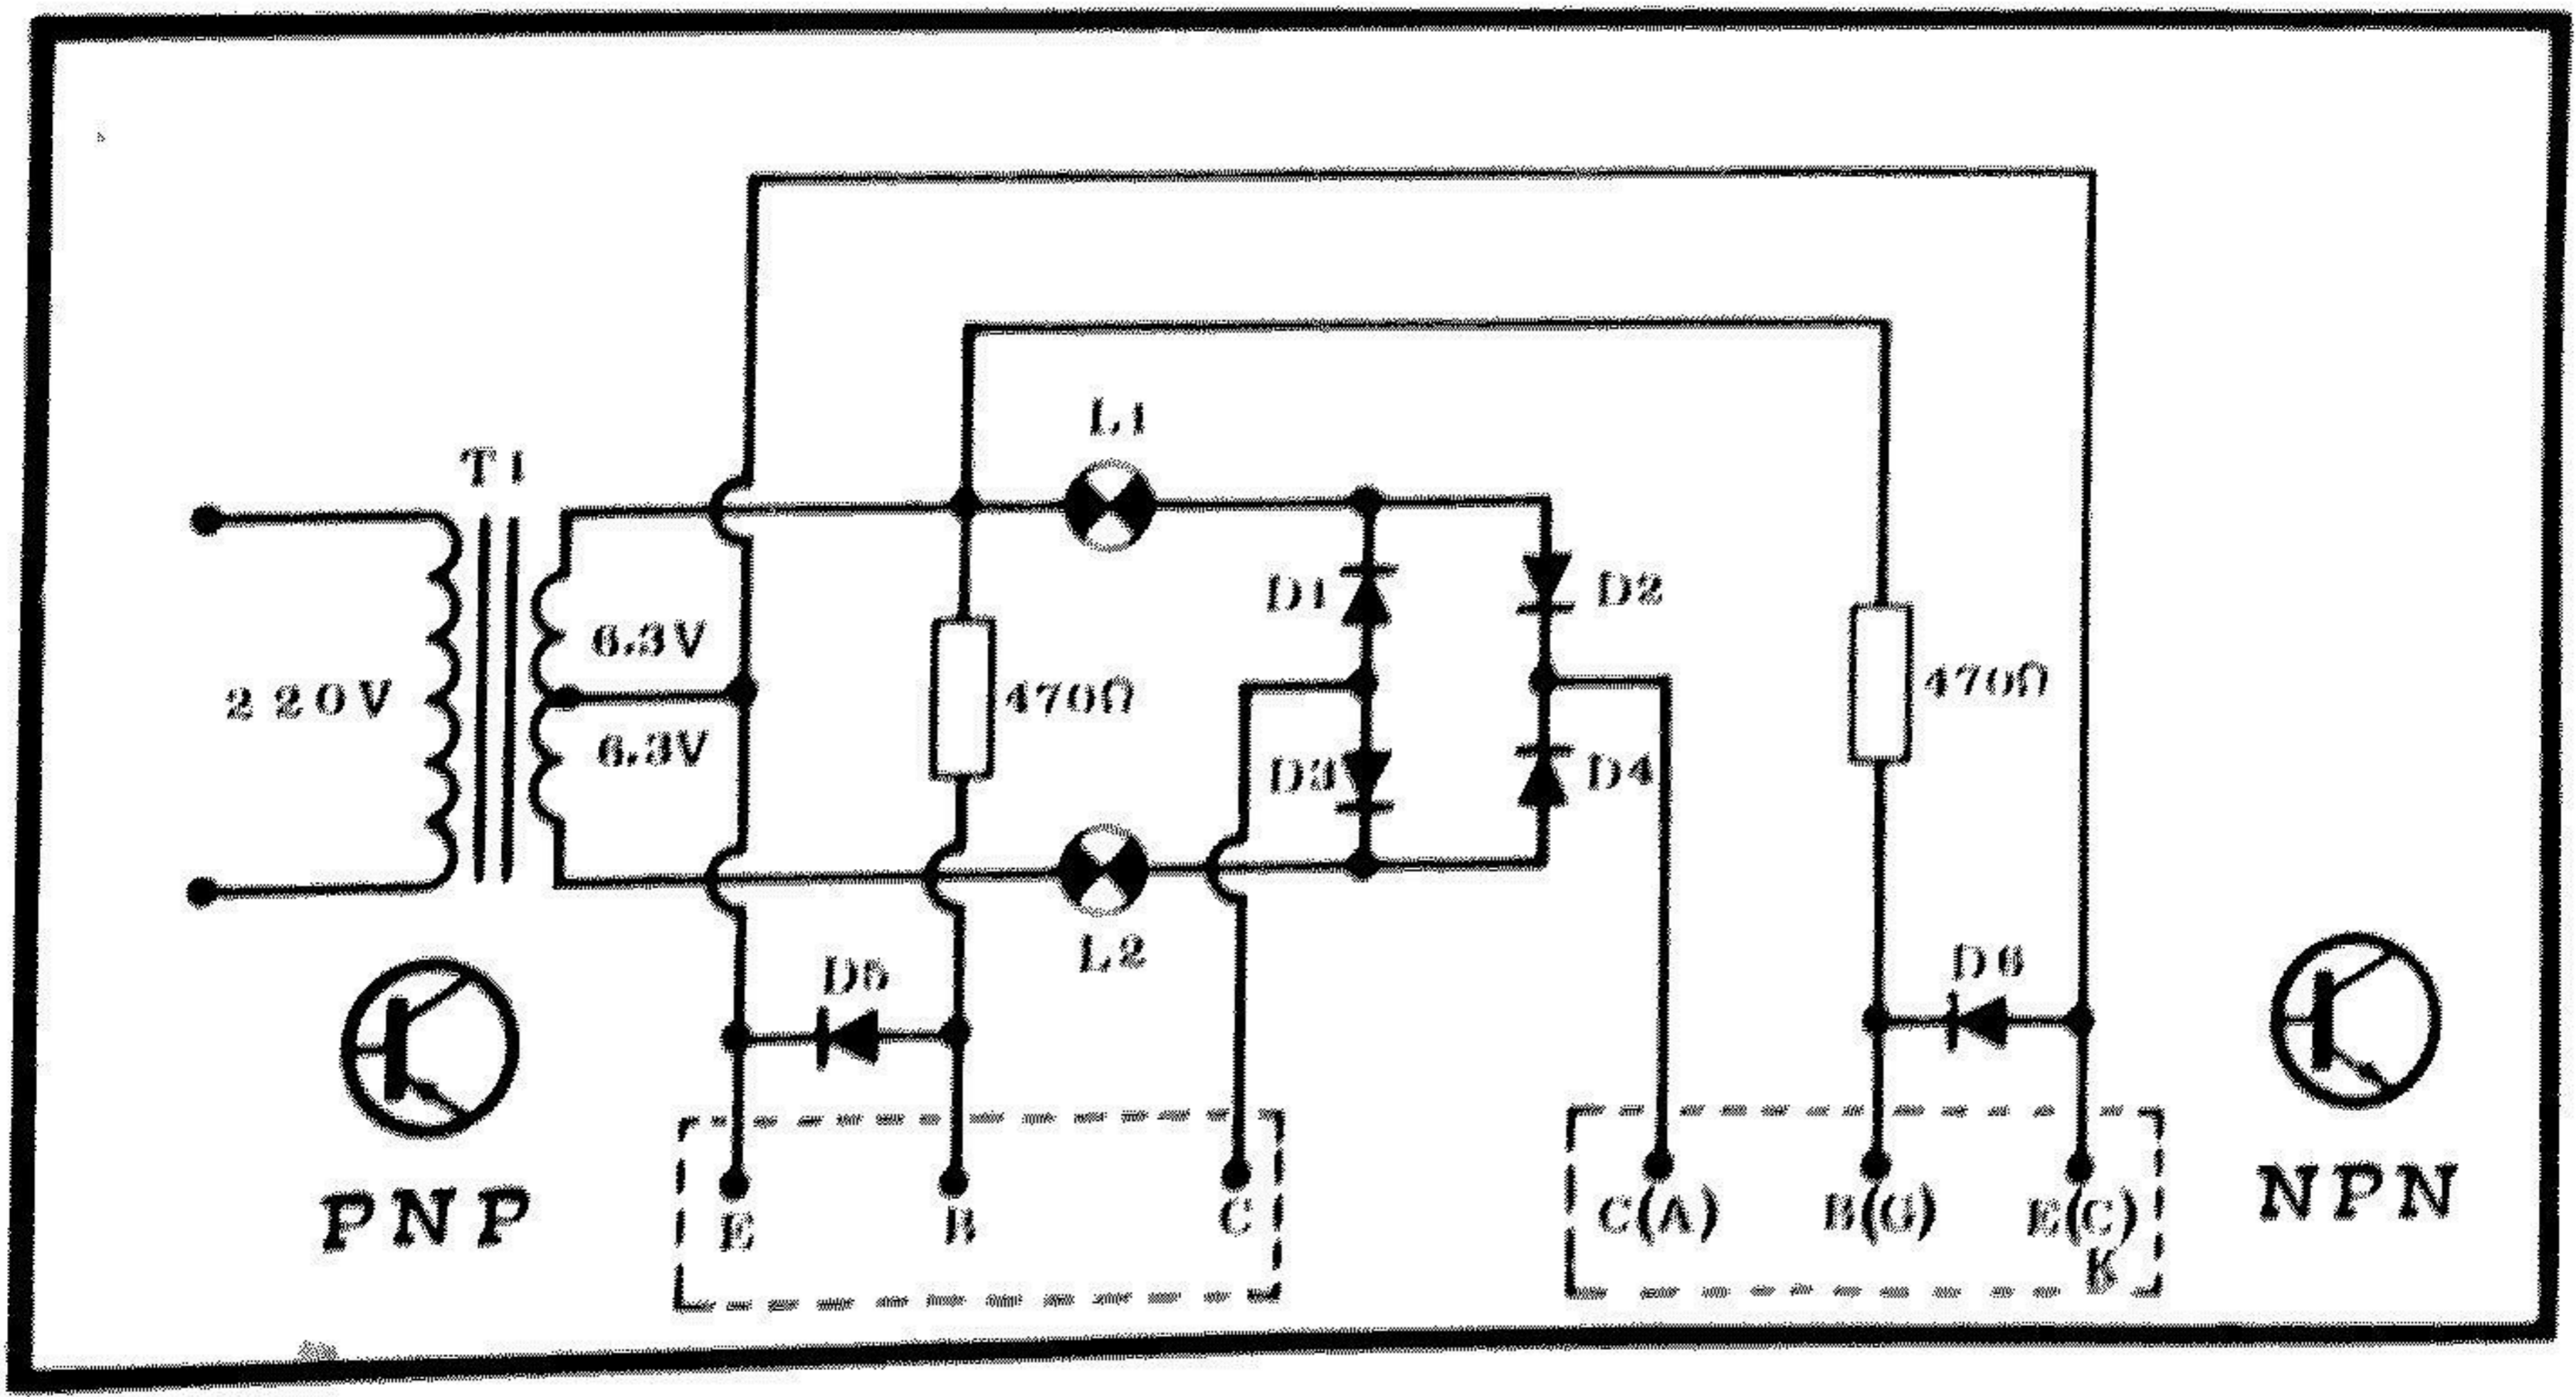 L1
T1
D1
D2
6.3V
220V
470Ω
470Ω
6.3V
D3
D4
L2
D5
D6
PNP
E
B
C
C(A)
B(G)
E(C)
K
NPN